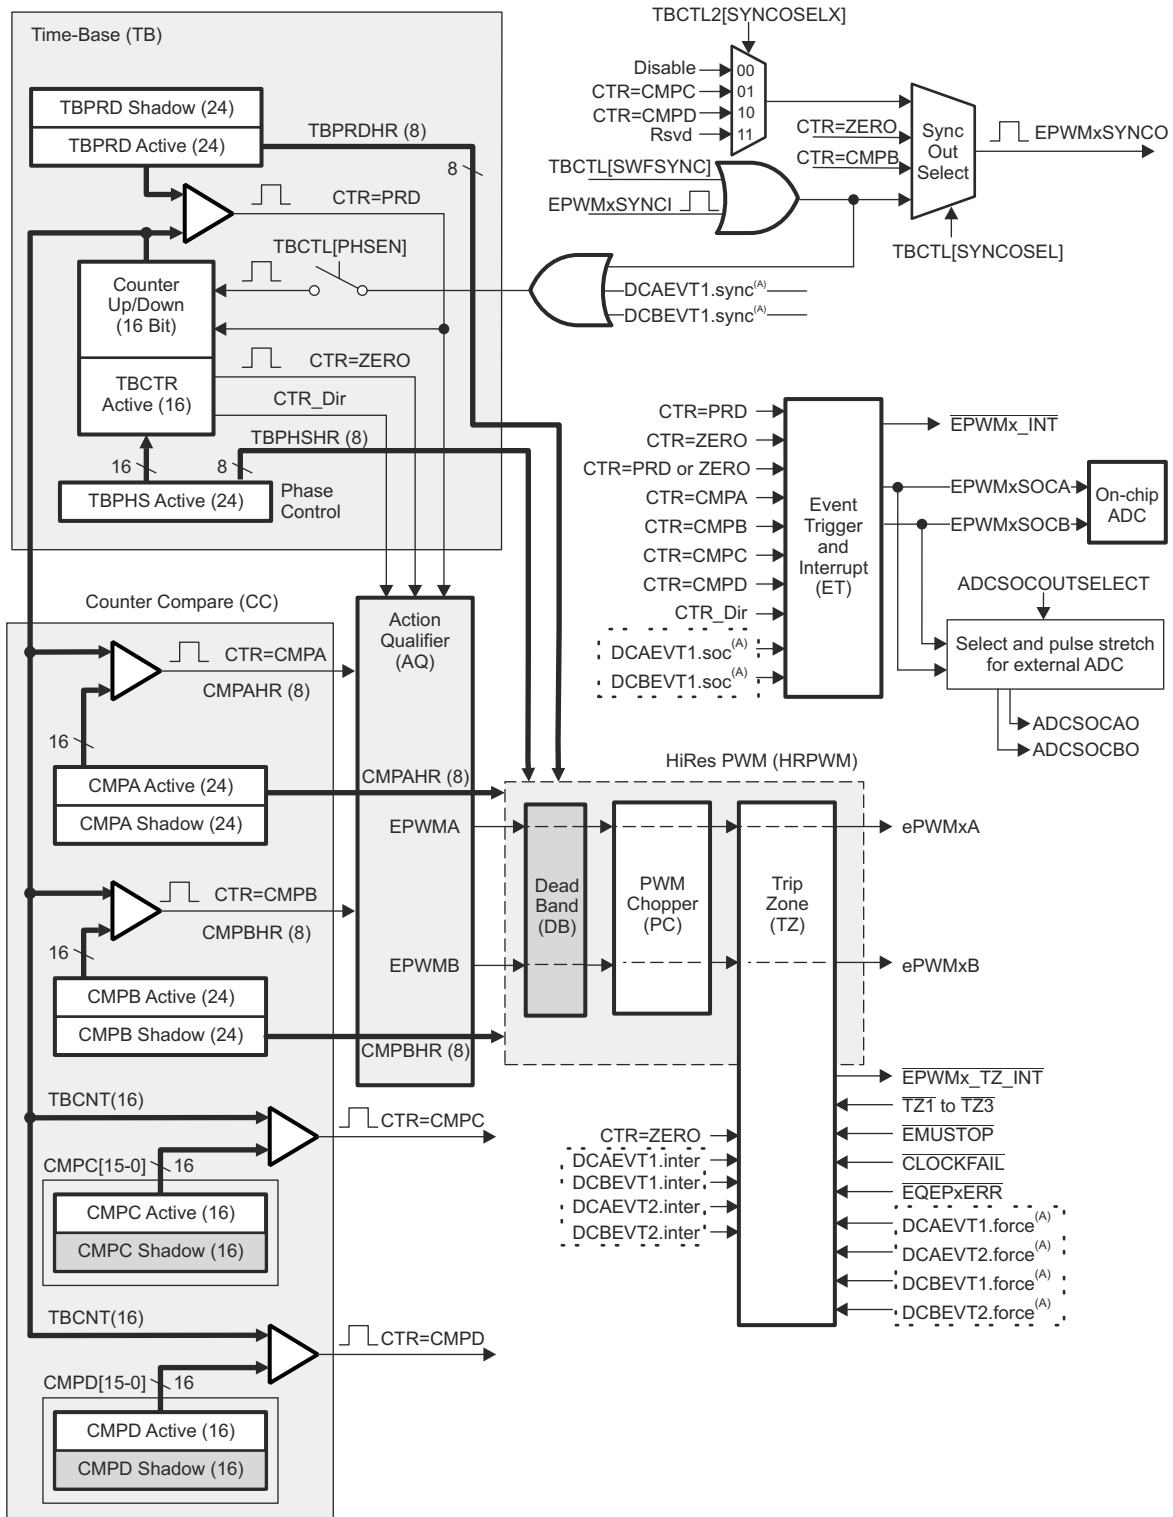 TBCTL2[SYNCOSELX]
Time-Base (TB)
Disable
00
CTR=CMPC
01
CTR=CMPD
10
Rsvd
11
TBPRD Shadow (24)
TBPRD Active (24)
TBPRDHR (8)
8
CTR=ZERO
CTR=CMPB
Sync
Out
Select
EPWMxSYNCO
TBCTL[SWFSYNC]
EPWMxSYNCI
TBCTL[SYNCOSEL]
CTR=PRD
TBCTL[PHSEN]
Counter
Up/Down
(16 Bit)
DCAEVT1.sync(A)
DCBEVT1.sync(A)
CTR=ZERO
TBCTR
Active (16)
CTR_Dir
TBPHSHR (8)
16
8
TBPHS Active (24)
Phase
Control
CTR=PRD
CTR=ZERO
CTR=PRD or ZERO
CTR=CMPA
CTR=CMPB
CTR=CMPC
CTR=CMPD
CTR_Dir
DCAEVT1.soc(A)
DCBEVT1.soc(A)
Event
Trigger
and
Interrupt
(ET)
EPWMx_INT
EPWMxSOCA
EPWMxSOCB
On-chip
ADC
ADCSOCOUTSELECT
Select and pulse stretch
for external ADC
ADCSOCAO
ADCSOCBO
Counter Compare (CC)
Action
Qualifier
(AQ)
CTR=CMPA
CMPAHR (8)
16
CMPA Active (24)
CMPA Shadow (24)
CMPAHR (8)
HiRes PWM (HRPWM)
EPWMA
ePWMxA
CTR=CMPB
CMPBHR (8)
16
Dead
Band
(DB)
PWM
Chopper
(PC)
Trip
Zone
(TZ)
EPWMB
ePWMxB
CMPB Active (24)
CMPB Shadow (24)
CMPBHR (8)
EPWMx_TZ_INT
TZ1 to TZ3
EMUSTOP
CLOCKFAIL
EQEPxERR
DCAEVT1.force(A)
DCAEVT2.force(A)
DCBEVT1.force(A)
DCBEVT2.force(A)
CTR=ZERO
DCAEVT1.inter
DCBEVT1.inter
DCAEVT2.inter
DCBEVT2.inter
TBCNT(16)
CTR=CMPC
CMPC[15-0]
16
CMPC Active (16)
CMPC Shadow (16)
TBCNT(16)
CTR=CMPD
CMPD[15-0]
16
CMPD Active (16)
CMPD Shadow (16)